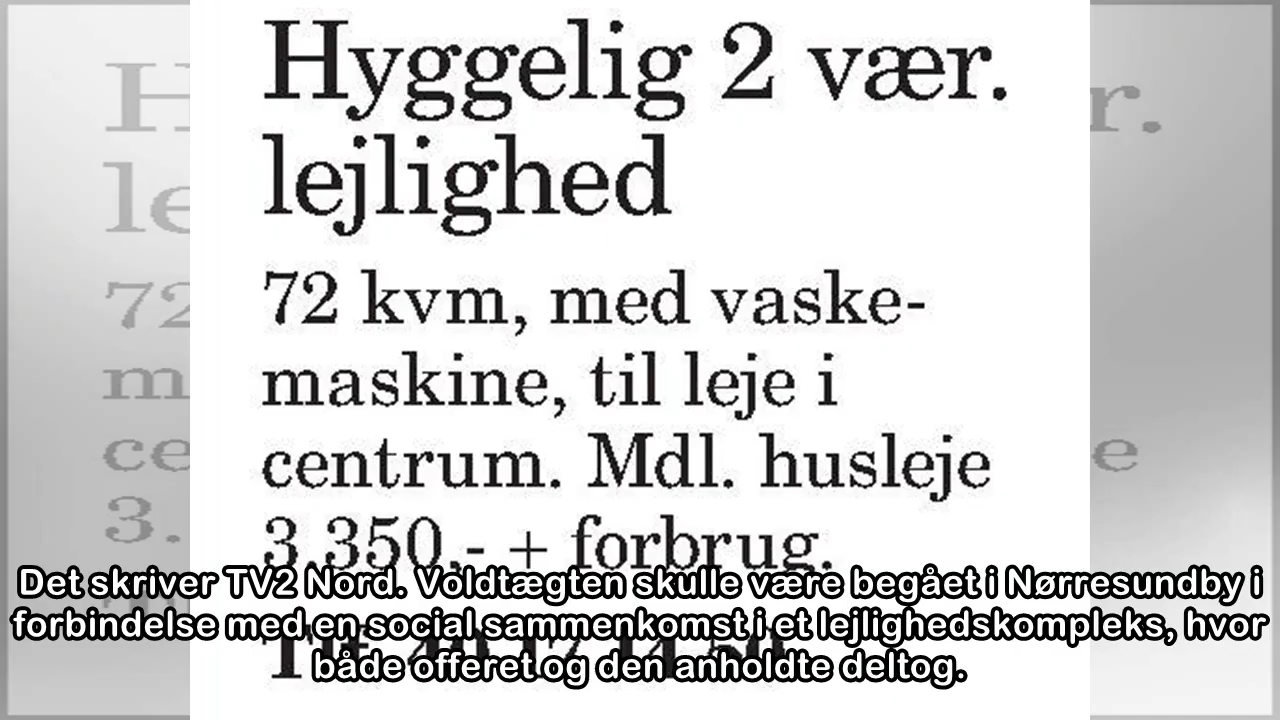 Hyggelig 2 vær.
lejlighed
72 kvm, med vaske-
maskine, til leje i
centrum. Mdl. husleje
3.350,- + forbrug.
Det skriver TV2 Nord. Voldtægten skulle være begået i Nørresundby i
forbindelse med en social sammenkomst i et lejlighedskompleks, hvor
både offeret og den anholdte deltog.